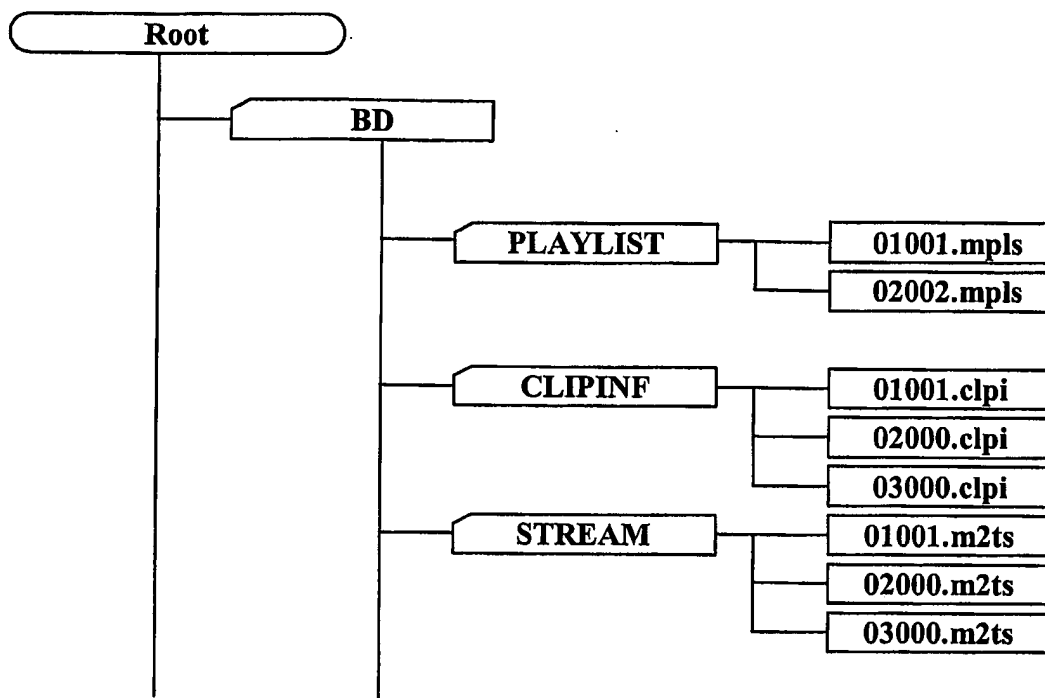 Root
BD
PLAYLIST
01001.mpls
02002.mpls
CLIPINF
01001.clpi
02000.clpi
03000.clpi
STREAM
01001.m2ts
02000.m2ts
03000.m2ts